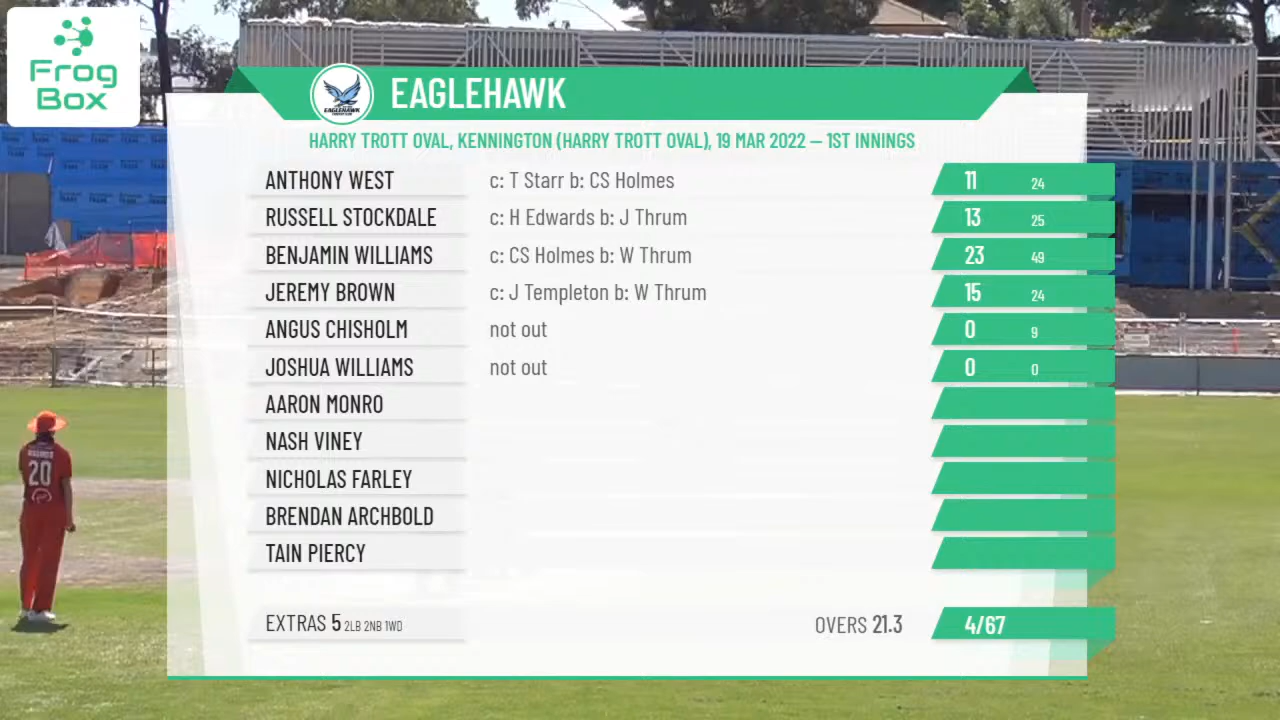 Frog
Box
EAGLEHAWK
EAGLEHAWK
HARRY TROTT OVAL, KENNINGTON (HARRY TROTT OVAL), 19 MAR 2022 – 1ST INNINGS
ANTHONY WEST c: T Starr b: CS Holmes 11 24
RUSSELL STOCKDALE c: H Edwards b: J Thrum 13 25
BENJAMIN WILLIAMS c: CS Holmes b: W Thrum 23 49
JEREMY BROWN c: J Templeton b: W Thrum 15 24
ANGUS CHISHOLM not out 0 9
JOSHUA WILLIAMS not out 0 0
AARON MONRO
NASH VINEY
NICHOLAS FARLEY
BRENDAN ARCHBOLD
TAIN PIERCY
EXTRAS 5 2LB 2NB 1WD OVERS 21.3 4/67
20